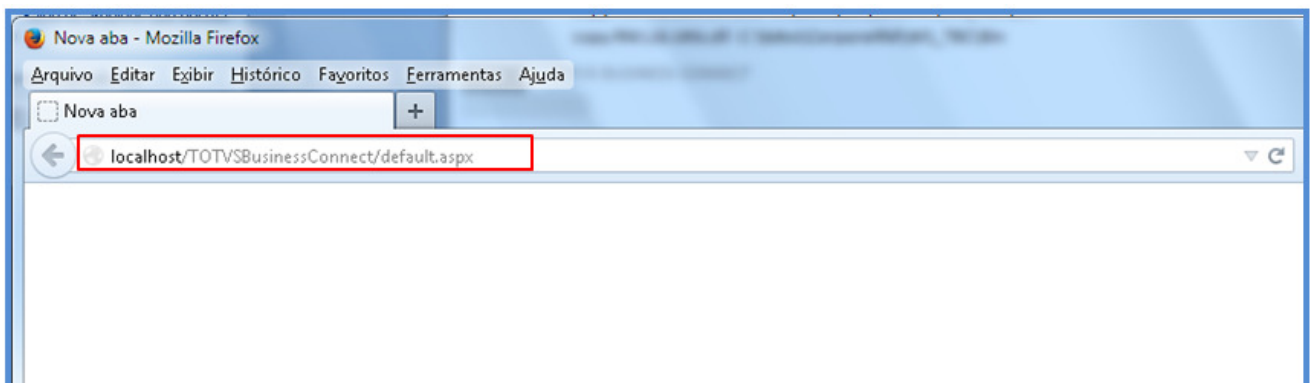 Nova aba - Mozilla Firefox
Arquivo Editar Exibir Histórico Favoritos Ferramentas Ajuda
Nova aba +
localhost/TOTVSBusinessConnect/default.aspx